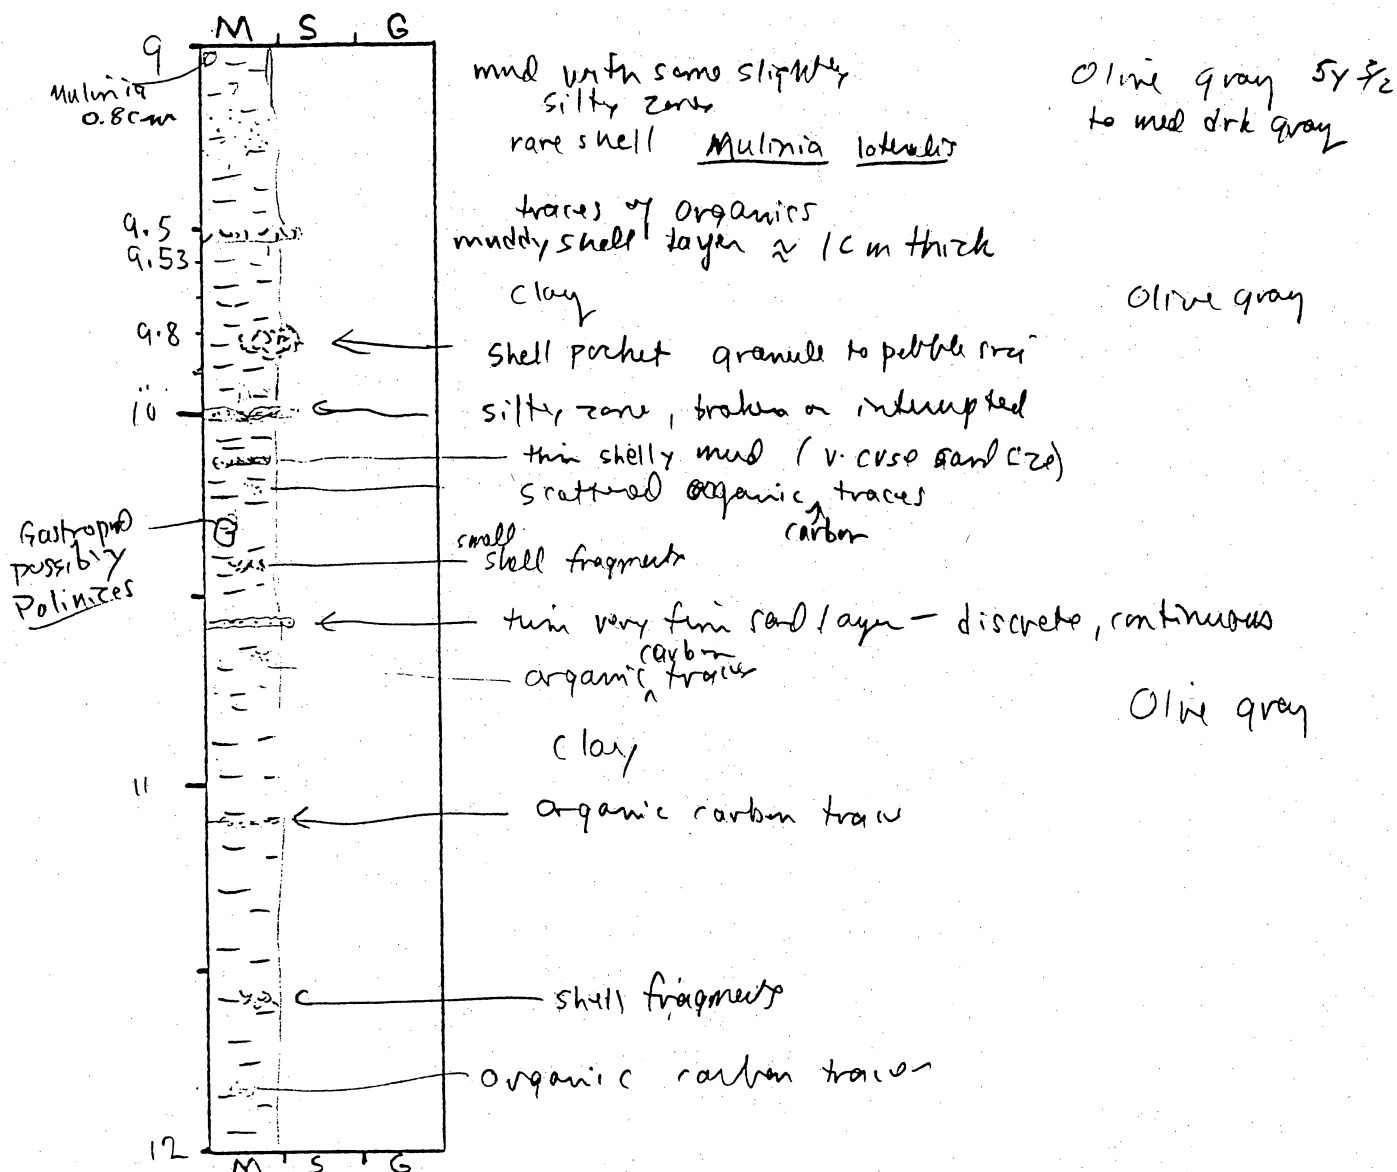 M S G
9
Mulinia
0.8cm
mud with some slightly
silty zones
rare shell Mulinia lateralis
Olive gray 5Y 3/2
to med drk gray
traces of organics
9.5
muddy shell layer ≈ 1cm thick
9.53
clay
Olive gray
9.8
shell pocket granule to pebble size
10
silty zone, broken or interrupted
thin shelly mud (v. crse sand size)
scattered organic traces
carbon
Gastropod
possibly
Polinices
small
shell fragments
thin very fine sand layer - discrete, continuous
carbon
organic traces
Olive gray
clay
11
organic carbon traces
shell fragments
organic carbon traces
12
M S G